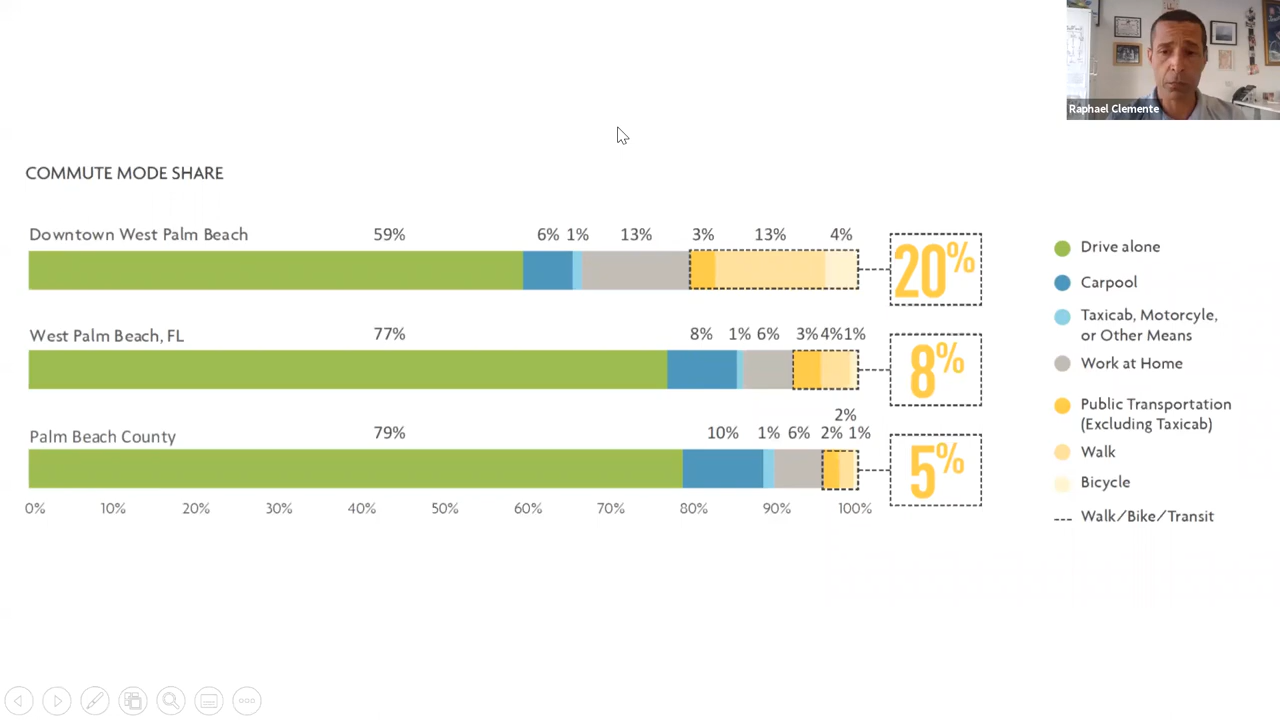 Raphael Clemente
COMMUTE MODE SHARE
Downtown West Palm Beach 59% 6% 1% 13% 3% 13% 4%
20%
West Palm Beach, FL 77% 8% 1% 6% 3% 4% 1%
8%
2%
Palm Beach County 79% 10% 1% 6% 2% 1%
5%
0% 10% 20% 30% 40% 50% 60% 70% 80% 90% 100%
Drive alone
Carpool
Taxicab, Motorcyle,
or Other Means
Work at Home
Public Transportation
(Excluding Taxicab)
Walk
Bicycle
Walk/Bike/Transit